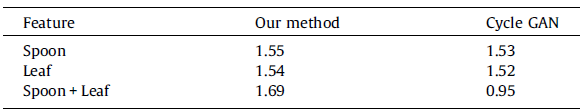 Feature Our method Cycle GAN
Spoon 1.55 1.53
Leaf 1.54 1.52
Spoon + Leaf 1.69 0.95